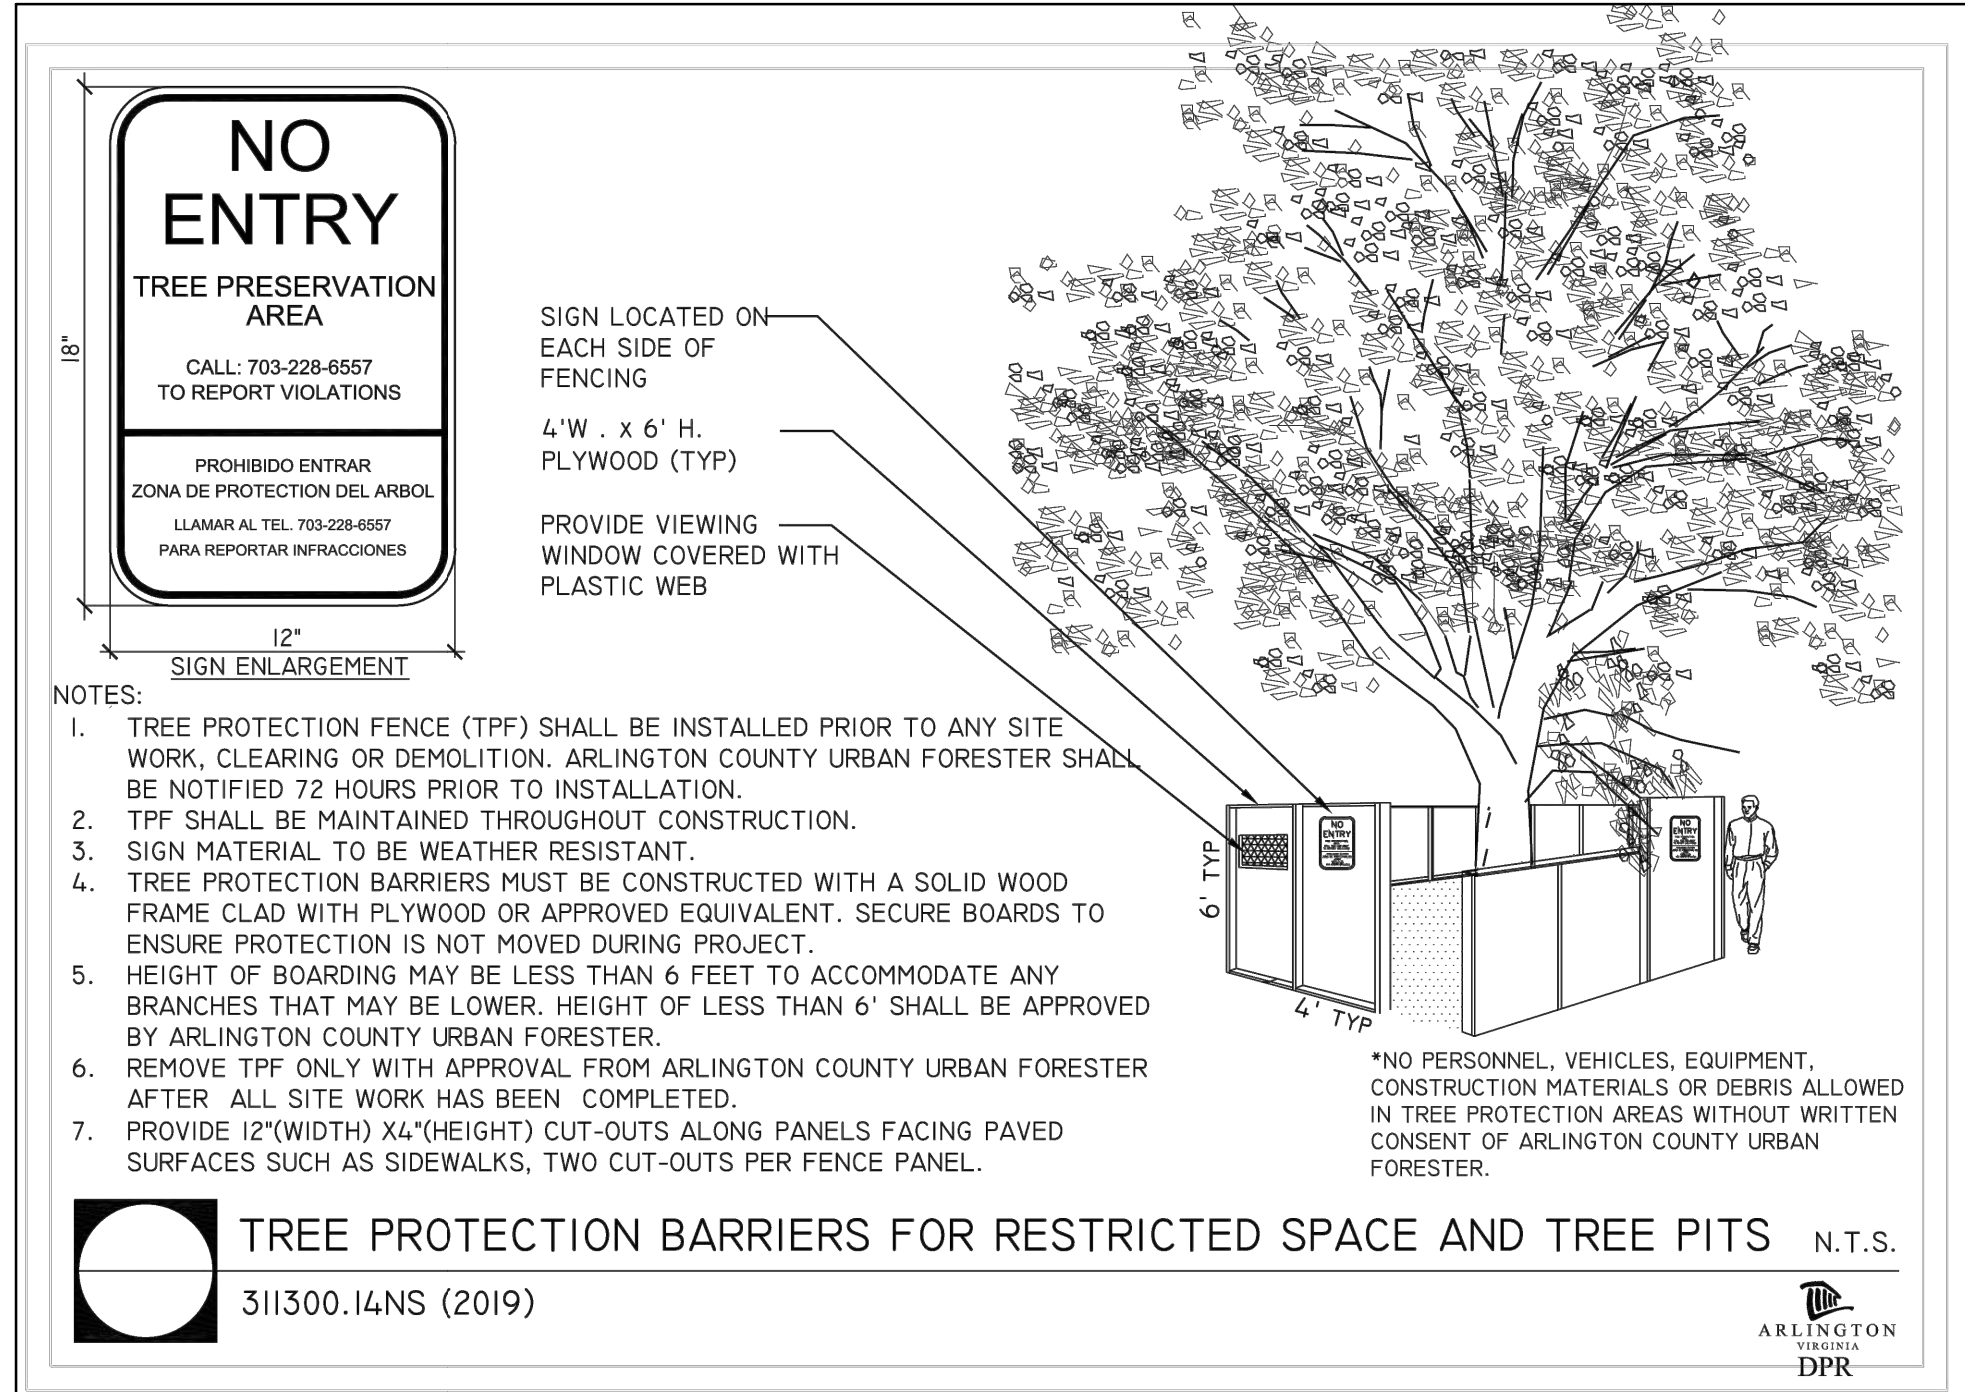 NO
ENTRY
TREE PRESERVATION
AREA
CALL: 703-228-6557
TO REPORT VIOLATIONS
PROHIBIDO ENTRAR
ZONA DE PROTECTION DEL ARBOL
LLAMAR AL TEL. 703-228-6557
PARA REPORTAR INFRACCIONES
18"
12"
SIGN ENLARGEMENT
SIGN LOCATED ON
EACH SIDE OF
FENCING
4'W . X 6' H.
PLYWOOD (TYP)
PROVIDE VIEWING
WINDOW COVERED WITH
PLASTIC WEB
NOTES:
1. TREE PROTECTION FENCE (TPF) SHALL BE INSTALLED PRIOR TO ANY SITE
WORK, CLEARING OR DEMOLITION. ARLINGTON COUNTY URBAN FORESTER SHALL
BE NOTIFIED 72 HOURS PRIOR TO INSTALLATION.
2. TPF SHALL BE MAINTAINED THROUGHOUT CONSTRUCTION.
3. SIGN MATERIAL TO BE WEATHER RESISTANT.
4. TREE PROTECTION BARRIERS MUST BE CONSTRUCTED WITH A SOLID WOOD
FRAME CLAD WITH PLYWOOD OR APPROVED EQUIVALENT. SECURE BOARDS TO
ENSURE PROTECTION IS NOT MOVED DURING PROJECT.
5. HEIGHT OF BOARDING MAY BE LESS THAN 6 FEET TO ACCOMMODATE ANY
BRANCHES THAT MAY BE LOWER. HEIGHT OF LESS THAN 6' SHALL BE APPROVED
BY ARLINGTON COUNTY URBAN FORESTER.
6. REMOVE TPF ONLY WITH APPROVAL FROM ARLINGTON COUNTY URBAN FORESTER
AFTER ALL SITE WORK HAS BEEN COMPLETED.
7. PROVIDE 12"(WIDTH) X4"(HEIGHT) CUT-OUTS ALONG PANELS FACING PAVED
SURFACES SUCH AS SIDEWALKS, TWO CUT-OUTS PER FENCE PANEL.
6' TYP
4' TYP
NO
ENTRY
NO
ENTRY
*NO PERSONNEL, VEHICLES, EQUIPMENT,
CONSTRUCTION MATERIALS OR DEBRIS ALLOWED
IN TREE PROTECTION AREAS WITHOUT WRITTEN
CONSENT OF ARLINGTON COUNTY URBAN
FORESTER.
TREE PROTECTION BARRIERS FOR RESTRICTED SPACE AND TREE PITS N.T.S.
311300.14NS (2019)
ARLINGTON
VIRGINIA
DPR